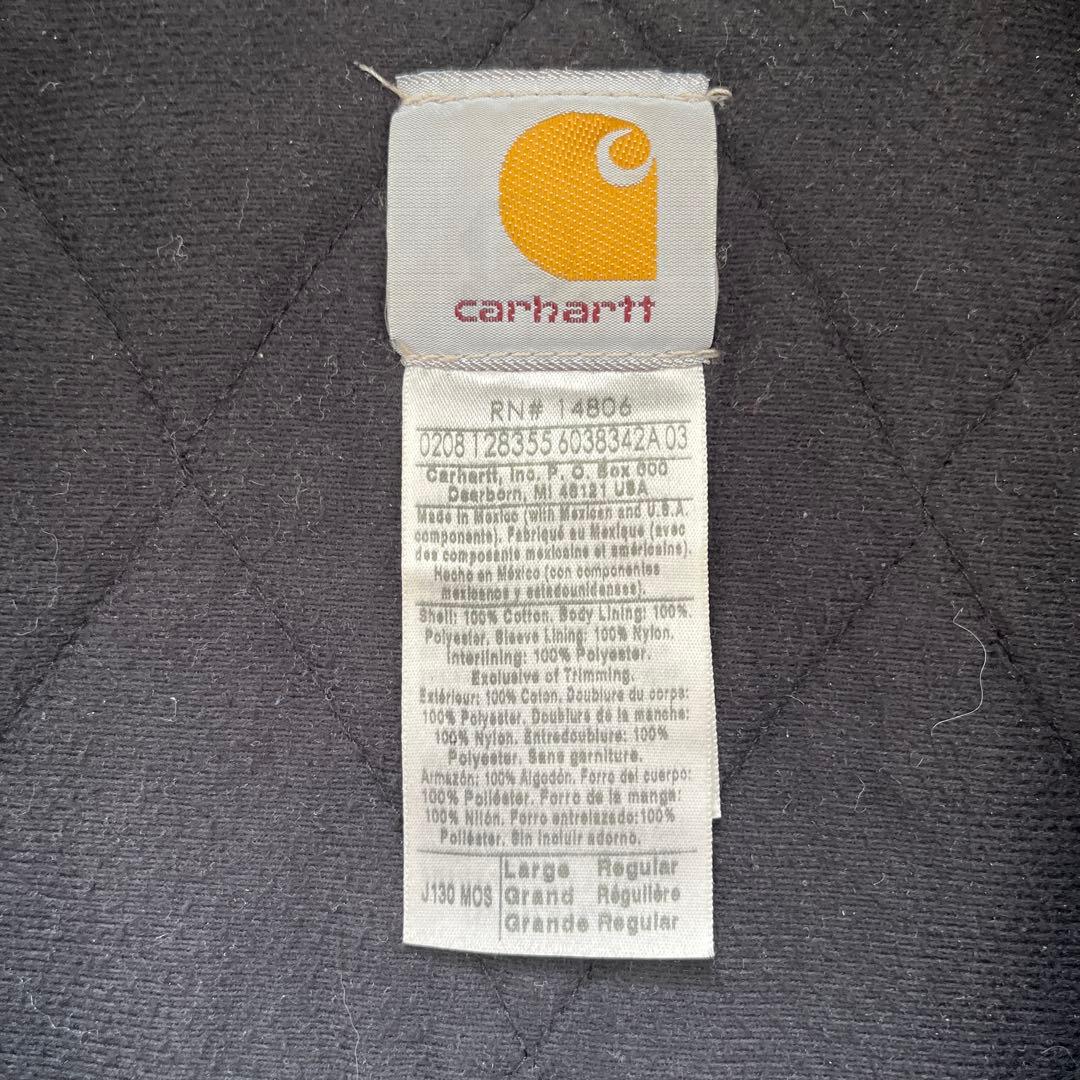 carhartt
RN# 14806
0208 128355 6038342A 03
Carhartt, Inc. P. O. Box 600
Dearborn, MI 48121 USA
Made in Mexico (with Mexican and U.S.A.
components). Fabriqué au Mexique (avec
des composants mexicains et américains).
Hecho en México (con componentes
mexicanos y estadounidenses).
Shell: 100% Cotton. Body Lining: 100%
Polyester. Sleeve Lining: 100% Nylon.
Interlining: 100% Polyester.
Exclusive of Trimming.
Extérieur: 100% Coton. Doublure du corps:
100% Polyester. Doublure de la manche:
100% Nylon. Entredoublure: 100%
Polyester. Sans garniture.
Armazón: 100% Algodón. Forro del cuerpo:
100% Poliéster. Forro de la manga:
100% Nilón. Forro entrelazado:100%
Poliéster. Sin incluir adorno.
J130 MOS
Large Regular
Grand Régulière
Grande Regular